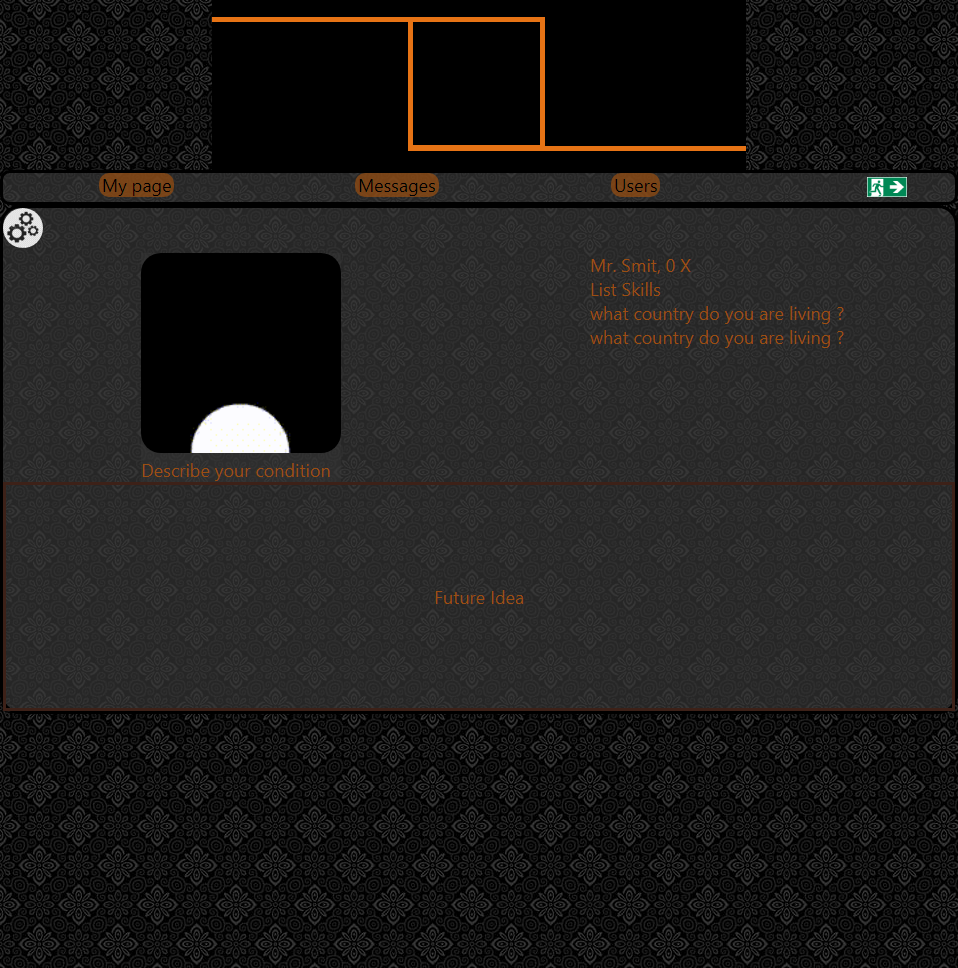 My page
Messages
Users
Mr. Smit, 0 X
List Skills
what country do you are living ?
what country do you are living ?
Describe your condition
Future Idea